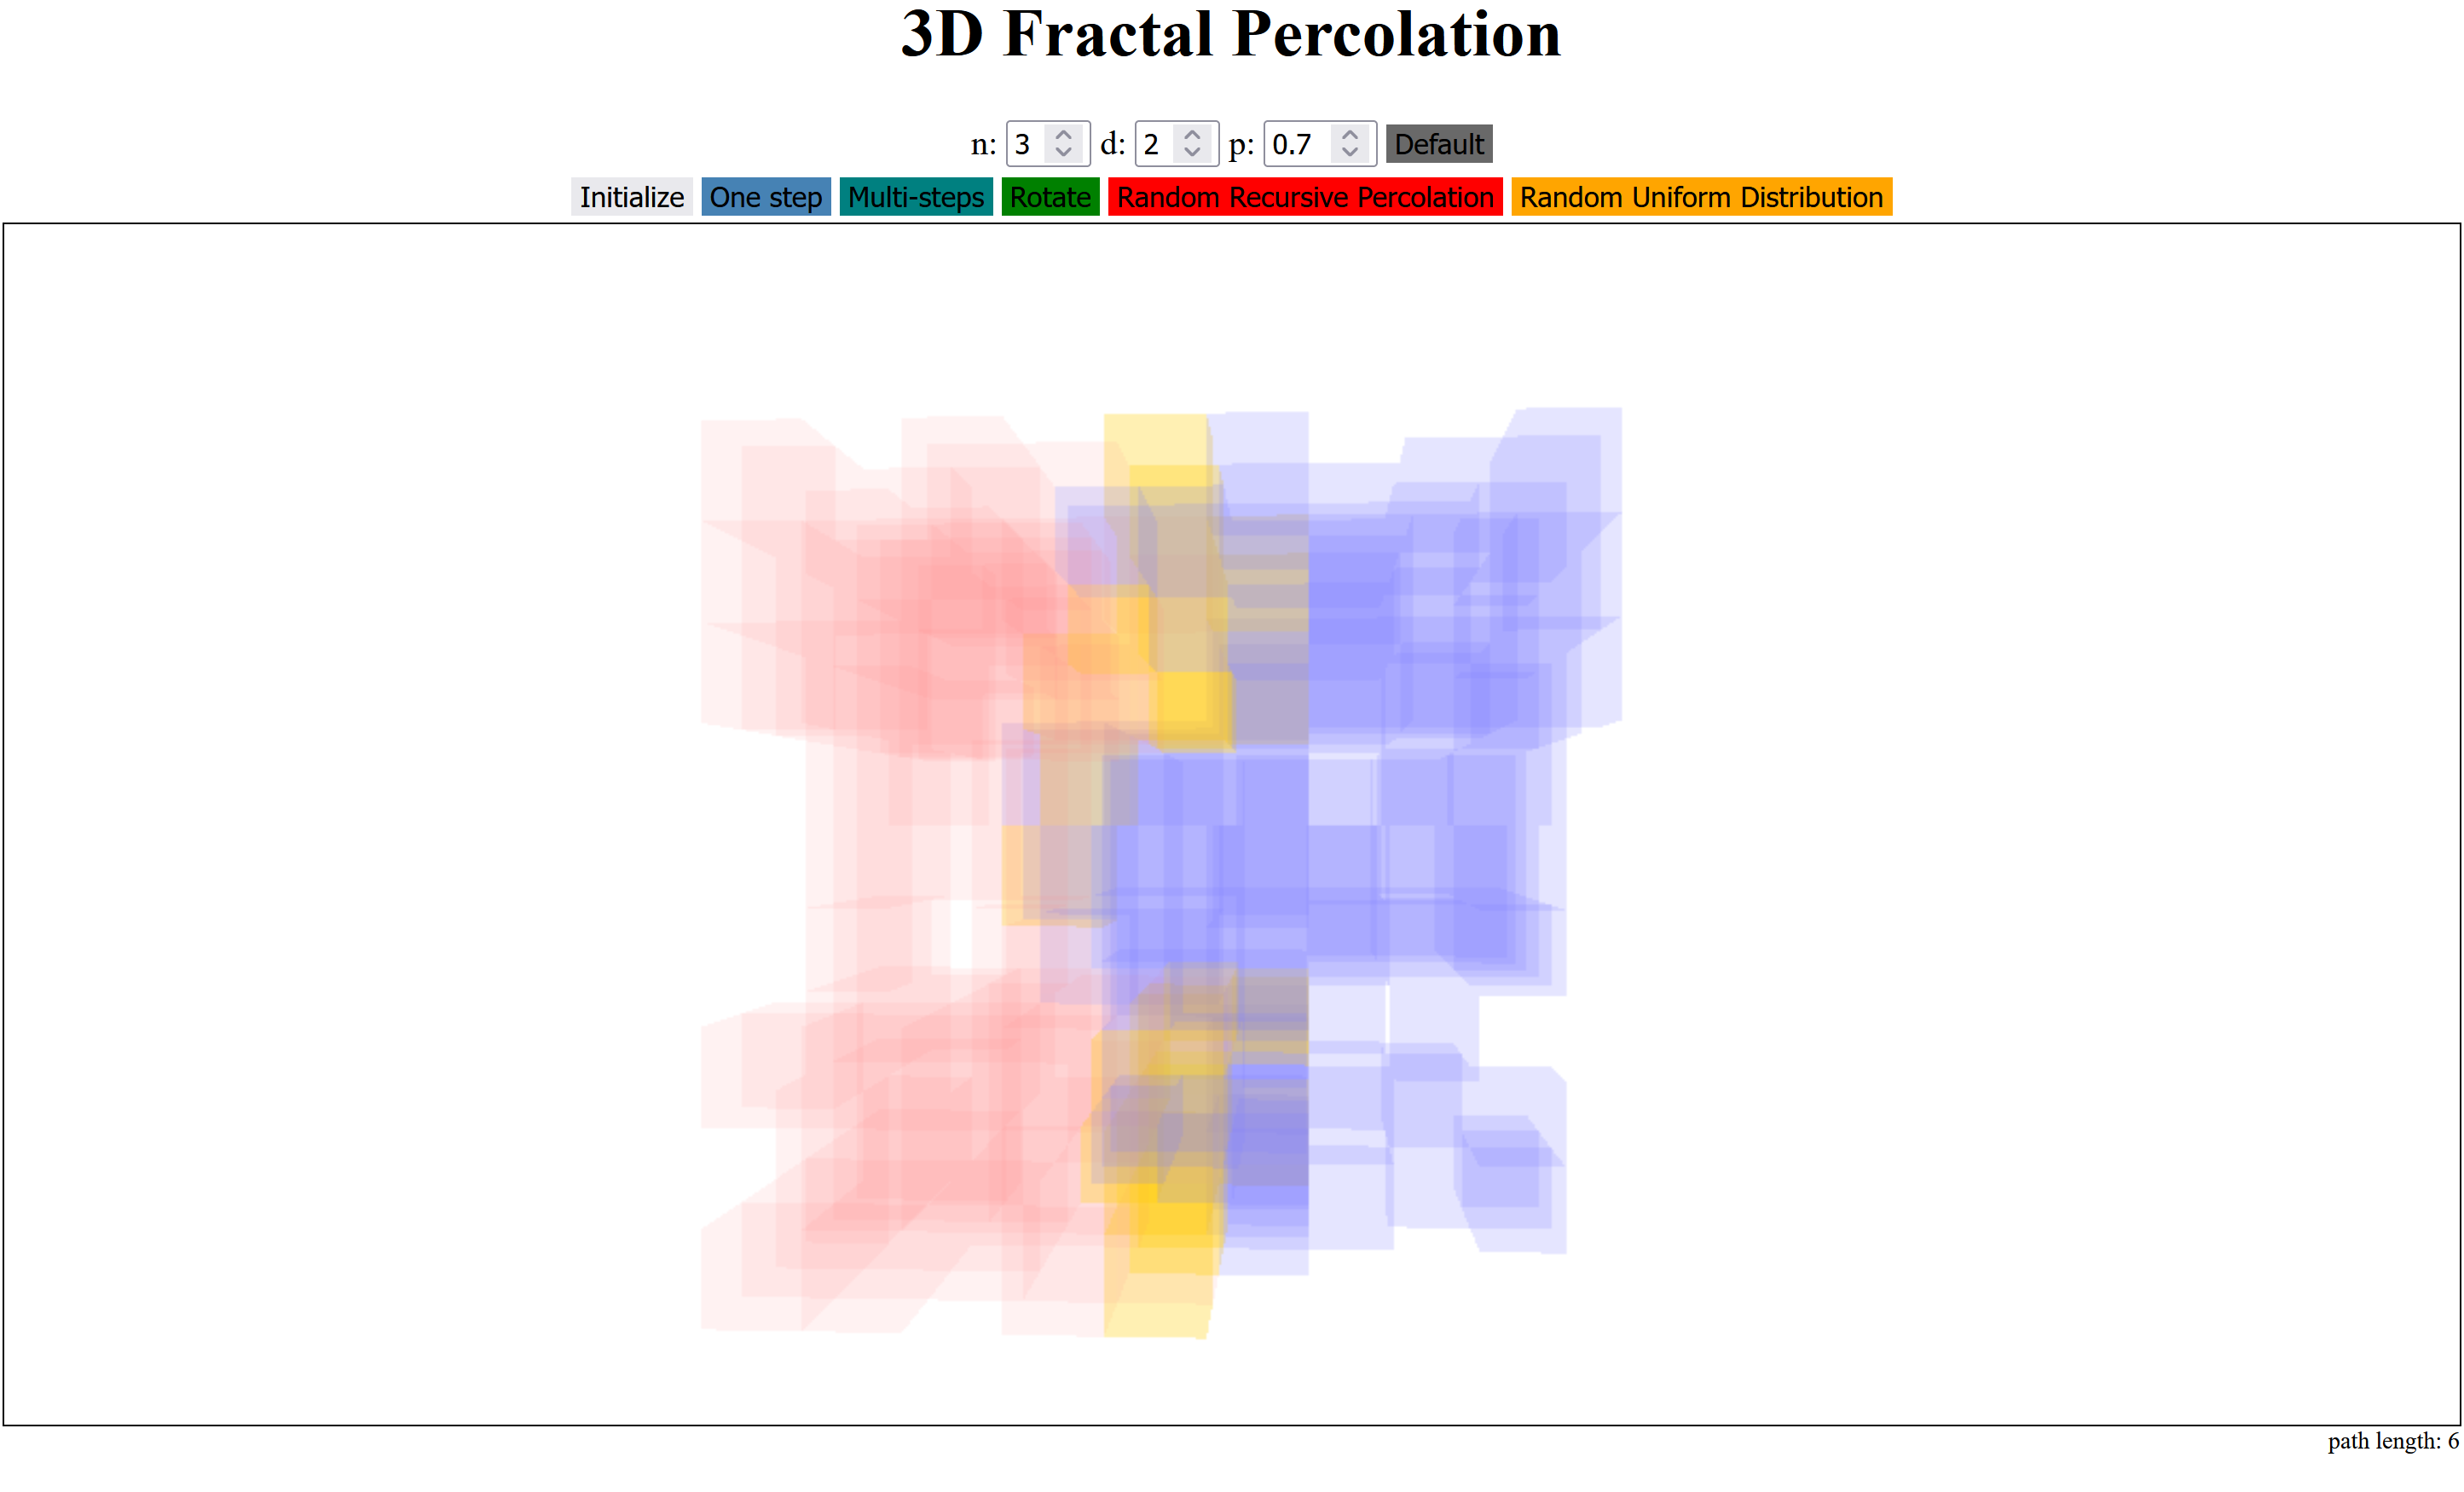 3D Fractal Percolation
n: 3 d: 2 p: 0.7 Default
Initialize One step Multi-steps Rotate Random Recursive Percolation Random Uniform Distribution
path length: 6